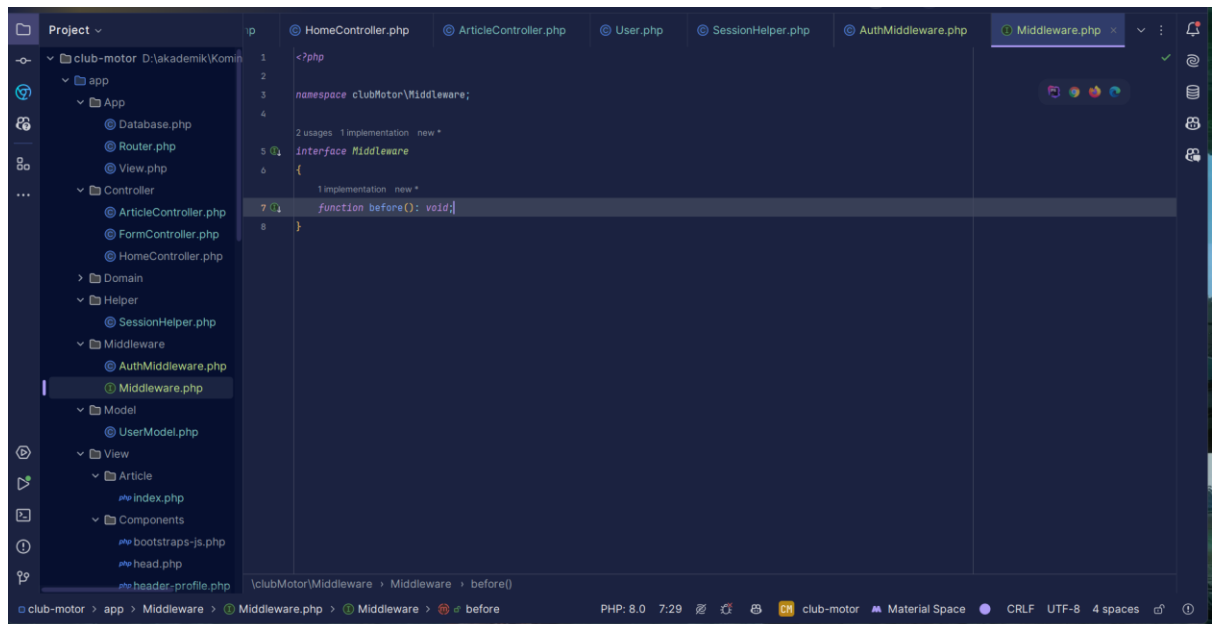 Project
HomeController.php
ArticleController.php
User.php
SessionHelper.php
AuthMiddleware.php
Middleware.php
club-motor D:\akademik\Komin
app
App
Database.php
Router.php
View.php
Controller
ArticleController.php
FormController.php
HomeController.php
Domain
Helper
SessionHelper.php
Middleware
AuthMiddleware.php
Middleware.php
Model
UserModel.php
View
Article
php index.php
Components
php bootstraps-js.php
php head.php
php header-profile.php
1 <?php
2
3 namespace clubMotor\Middleware;
4
2 usages 1 implementation new *
5 interface Middleware
6 {
1 implementation new *
7 function before(): void;
8 }
\clubMotor\Middleware › Middleware › before()
club-motor > app > Middleware > Middleware.php > Middleware > before
PHP: 8.0 7:29 CM club-motor Material Space CRLF UTF-8 4 spaces